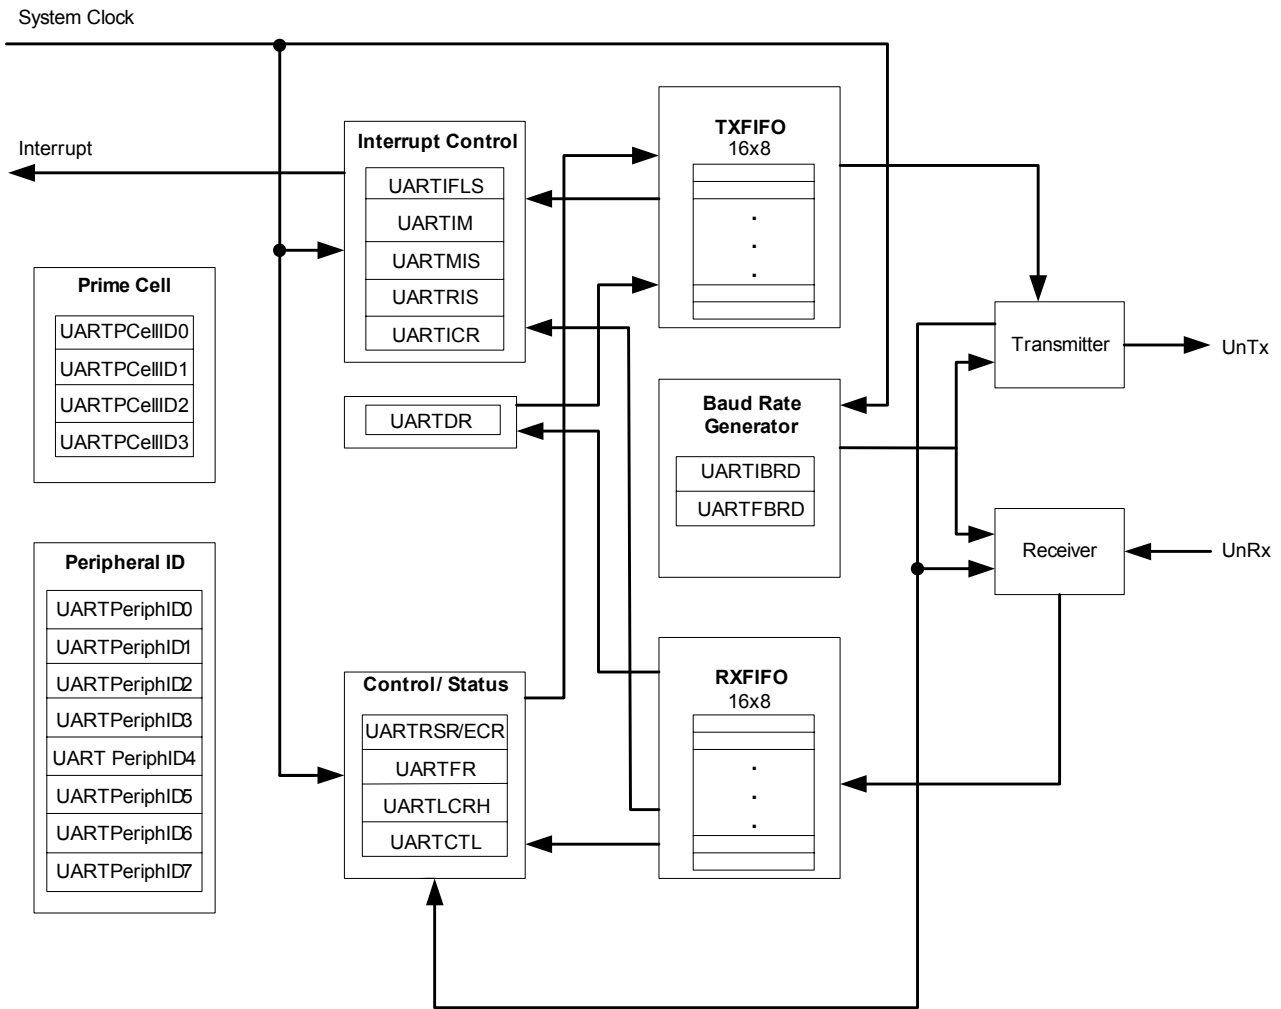 System Clock
Interrupt
Interrupt Control
UARTIFLS
UARTIM
UARTMIS
UARTRIS
UARTICR
TXFIFO
16x8
Prime Cell
UARTPCellID0
UARTPCellID1
UARTPCellID2
UARTPCellID3
UARTDR
Baud Rate
Generator
UARTIBRD
UARTFBRD
Transmitter
UnTx
Receiver
UnRx
Peripheral ID
UARTPeriphID0
UARTPeriphID1
UARTPeriphID2
UARTPeriphID3
UART PeriphID4
UARTPeriphID5
UARTPeriphID6
UARTPeriphID7
Control/ Status
UARTRSR/ECR
UARTFR
UARTLCRH
UARTCTL
RXFIFO
16x8